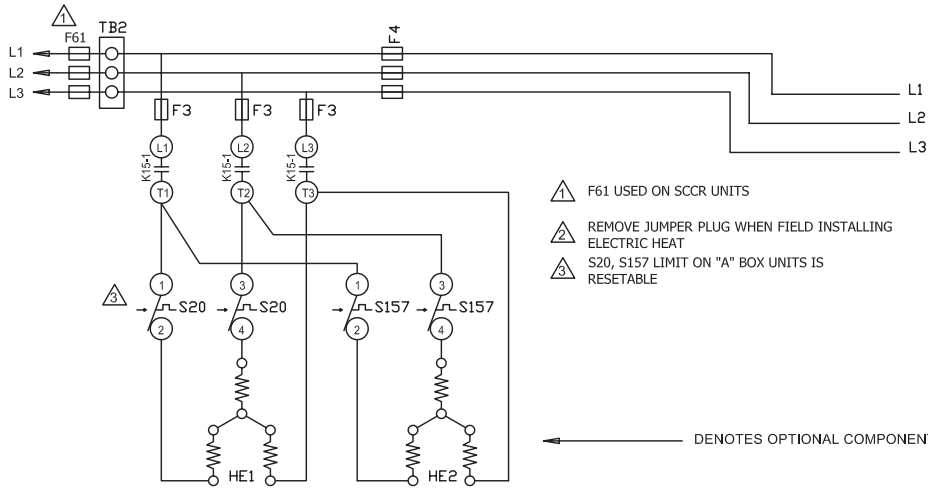 1
F61
TB2
F4
L1
L2
L3
L1
L2
L3
F3
F3
F3
L1
L2
L3
K15-1
K15-1
K15-1
T1
T2
T3
1 F61 USED ON SCCR UNITS
2 REMOVE JUMPER PLUG WHEN FIELD INSTALLING
ELECTRIC HEAT
3 S20, S157 LIMIT ON "A" BOX UNITS IS
RESETABLE
3
1
3
1
3
S20
S20
S157
S157
2
4
2
4
HE1
HE2
DENOTES OPTIONAL COMPONENT